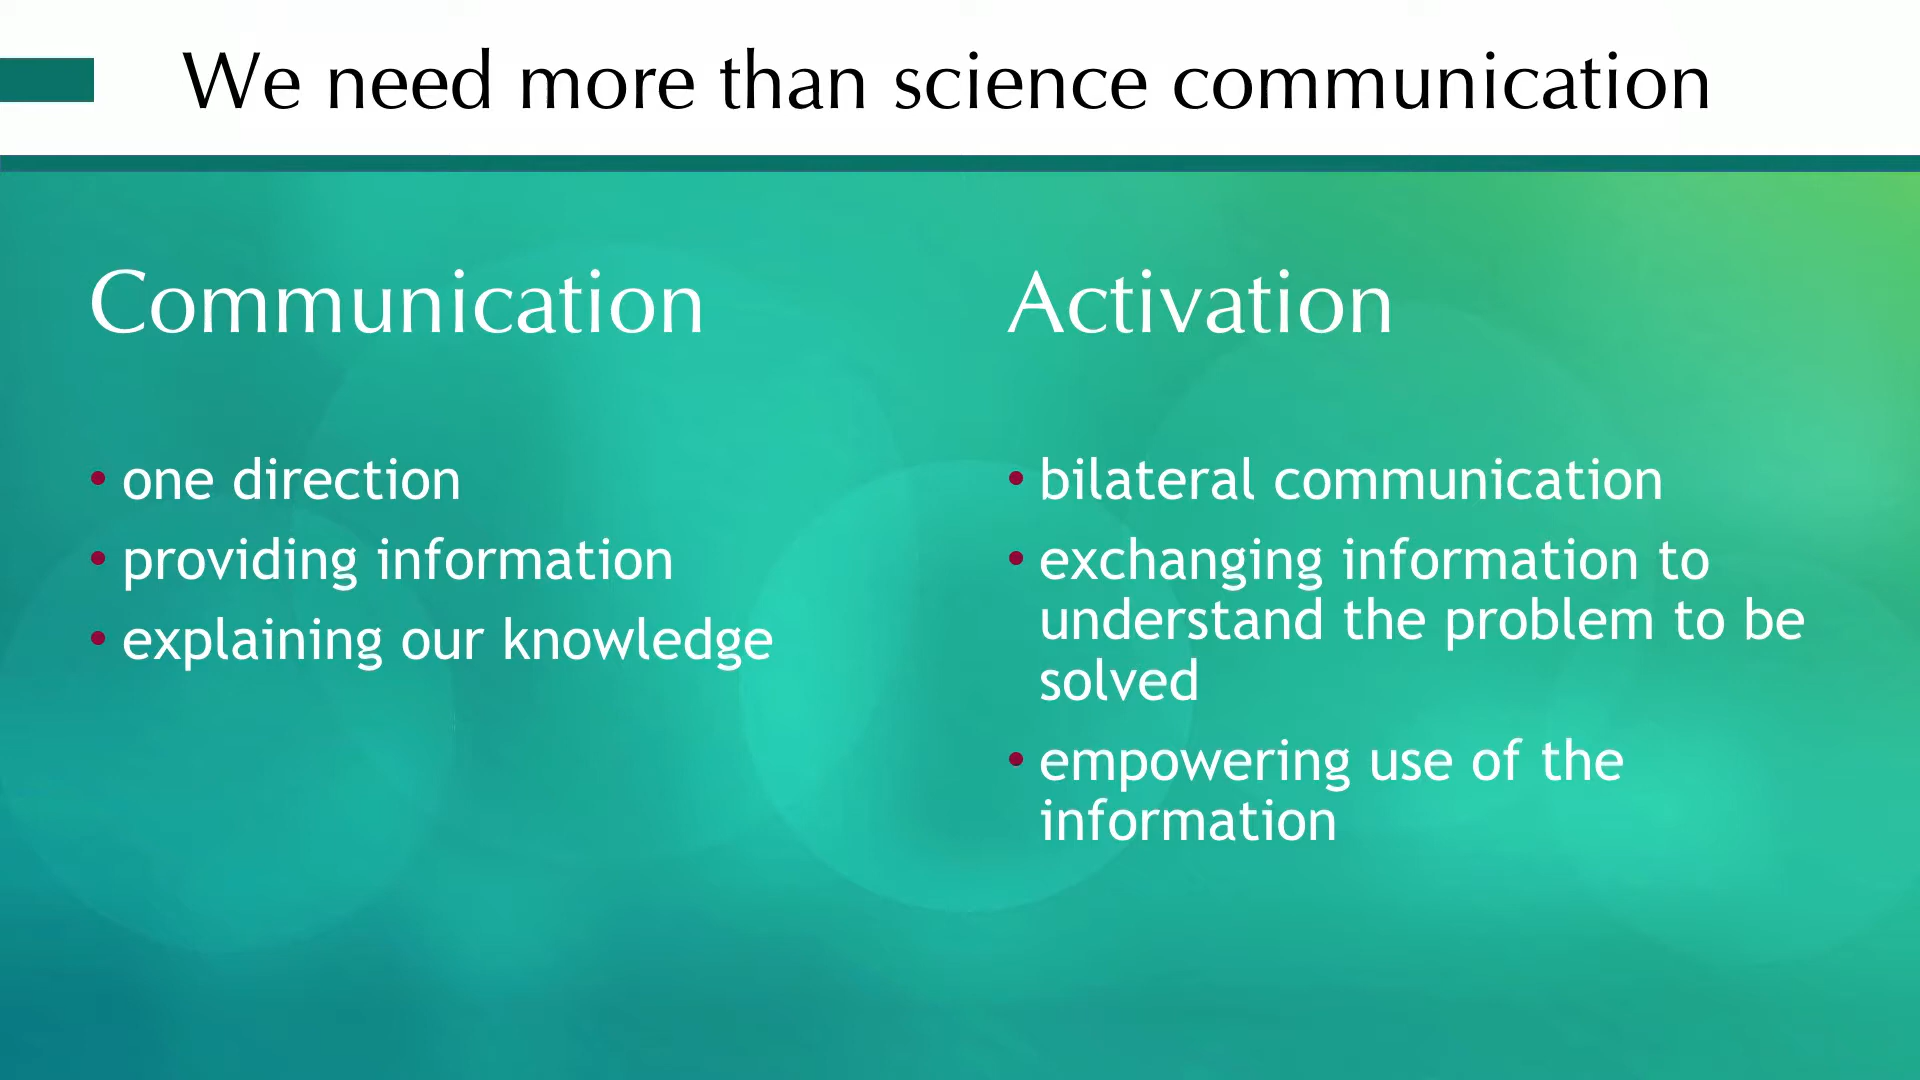 We need more than science communication
Communication
• one direction
• providing information
• explaining our knowledge
Activation
• bilateral communication
• exchanging information to
understand the problem to be
solved
• empowering use of the
information